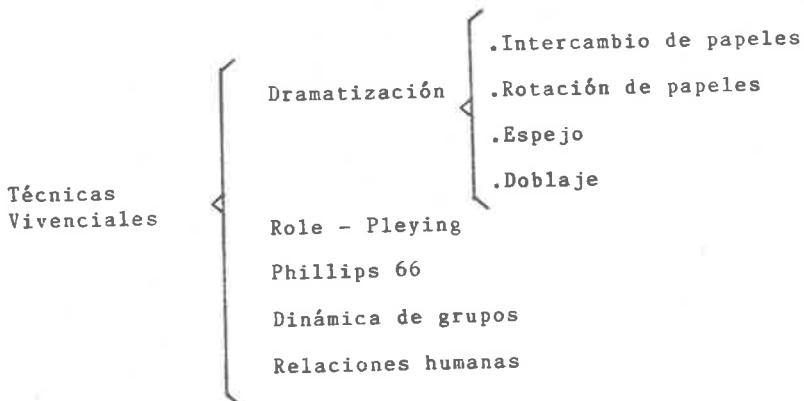 Técnicas
Vivenciales
Dramatización
.Intercambio de papeles
.Rotación de papeles
.Espejo
.Doblaje
Role - Pleying
Phillips 66
Dinámica de grupos
Relaciones humanas